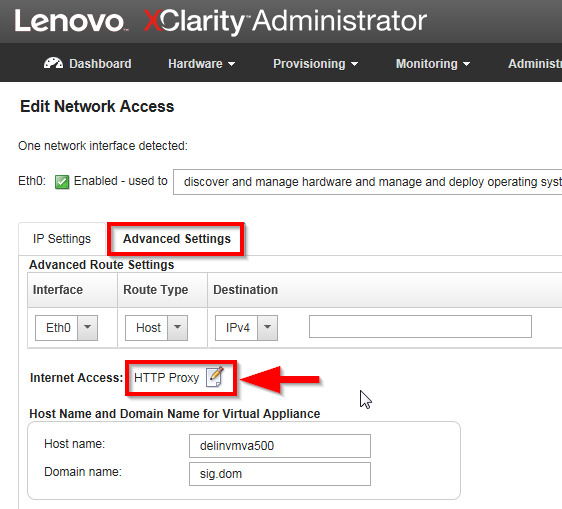 Lenovo XClarity Administrator
Dashboard Hardware Provisioning Monitoring
Edit Network Access
One network interface detected:
Eth0: Enabled - used to discover and manage hardware and manage and deploy operating
IP Settings Advanced Settings
Advanced Route Settings
Interface Route Type Destination
Eth0 Host IPv4
Internet Access: HTTP Proxy
Host Name and Domain Name for Virtual Appliance
Host name: delinvmva500
Domain name: sig.dom